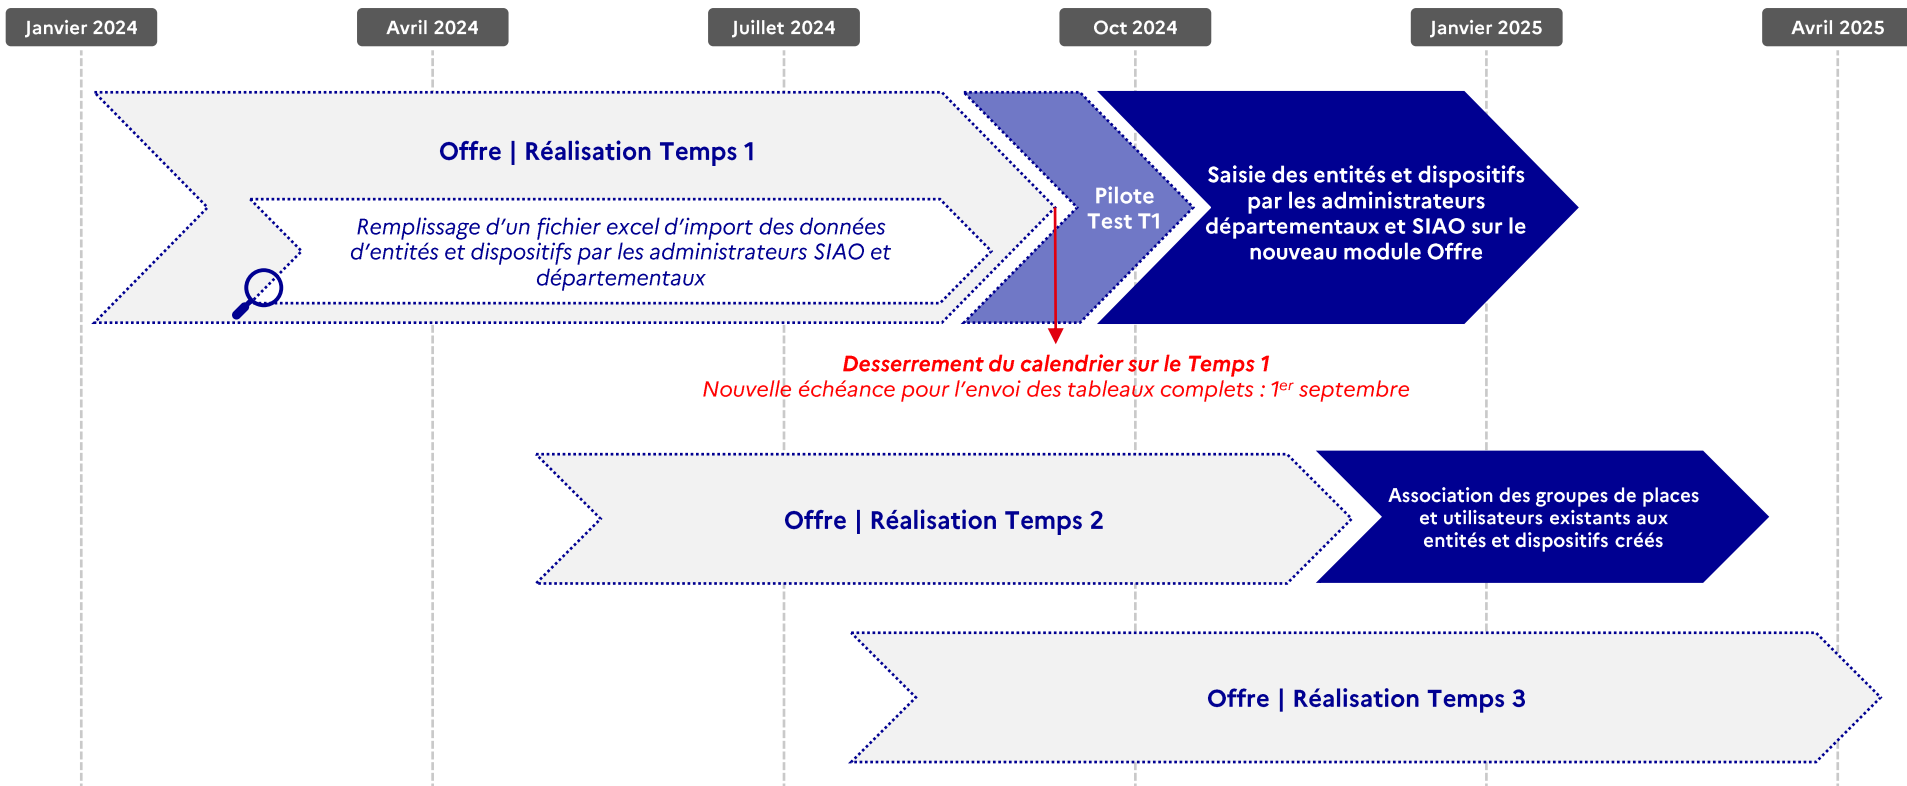 Janvier 2024
Avril 2024
Juillet 2024
Oct 2024
Janvier 2025
Avril 2025
Offre | Réalisation Temps 1
Remplissage d’un fichier excel d’import des données
d’entités et dispositifs par les administrateurs SIAO et
départementaux
Pilote
Test T1
Saisie des entités et dispositifs
par les administrateurs
départementaux et SIAO sur le
nouveau module Offre
Desserrement du calendrier sur le Temps 1
Nouvelle échéance pour l’envoi des tableaux complets : 1er septembre
Offre | Réalisation Temps 2
Association des groupes de places
et utilisateurs existants aux
entités et dispositifs créés
Offre | Réalisation Temps 3